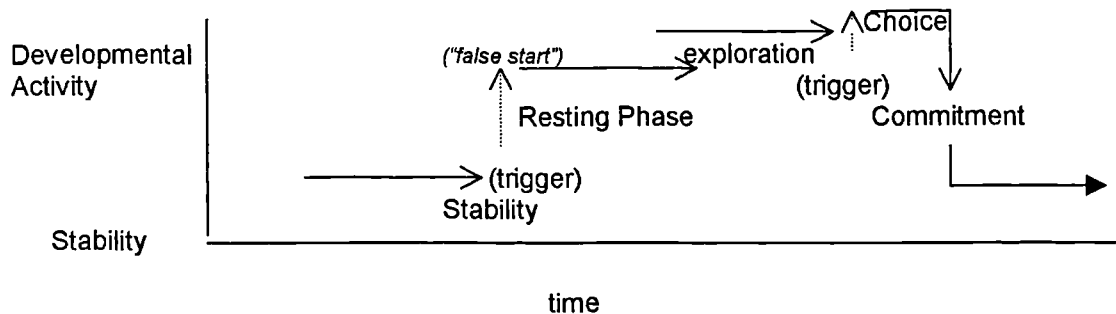 Developmental
Activity
("false start")
exploration
Choice
(trigger)
Resting Phase
Commitment
(trigger)
Stability
Stability
time